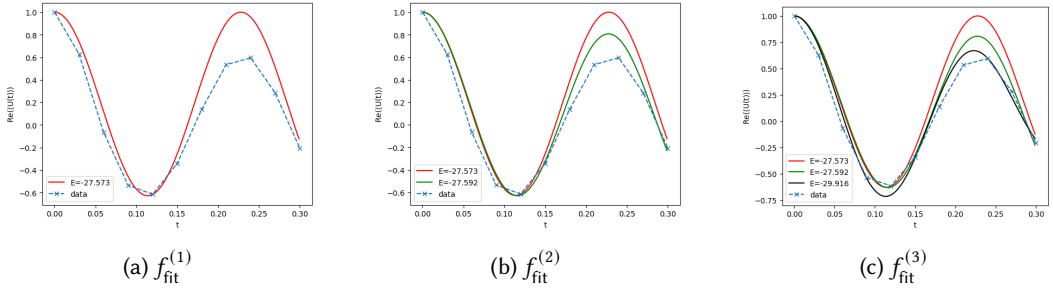 1.0
0.8
0.6
0.4
0.2
0.0
−0.2
−0.4
−0.6
Re(⟨U(t)⟩)
E=-27.573
data
0.00 0.05 0.10 0.15 0.20 0.25 0.30
t
(a) f_fit^(1)
1.0
0.8
0.6
0.4
0.2
0.0
−0.2
−0.4
−0.6
Re(⟨U(t)⟩)
E=-27.573
E=-27.592
data
0.00 0.05 0.10 0.15 0.20 0.25 0.30
t
(b) f_fit^(2)
1.00
0.75
0.50
0.25
0.00
−0.25
−0.50
−0.75
Re(⟨U(t)⟩)
E=-27.573
E=-27.592
E=-29.916
data
0.00 0.05 0.10 0.15 0.20 0.25 0.30
t
(c) f_fit^(3)